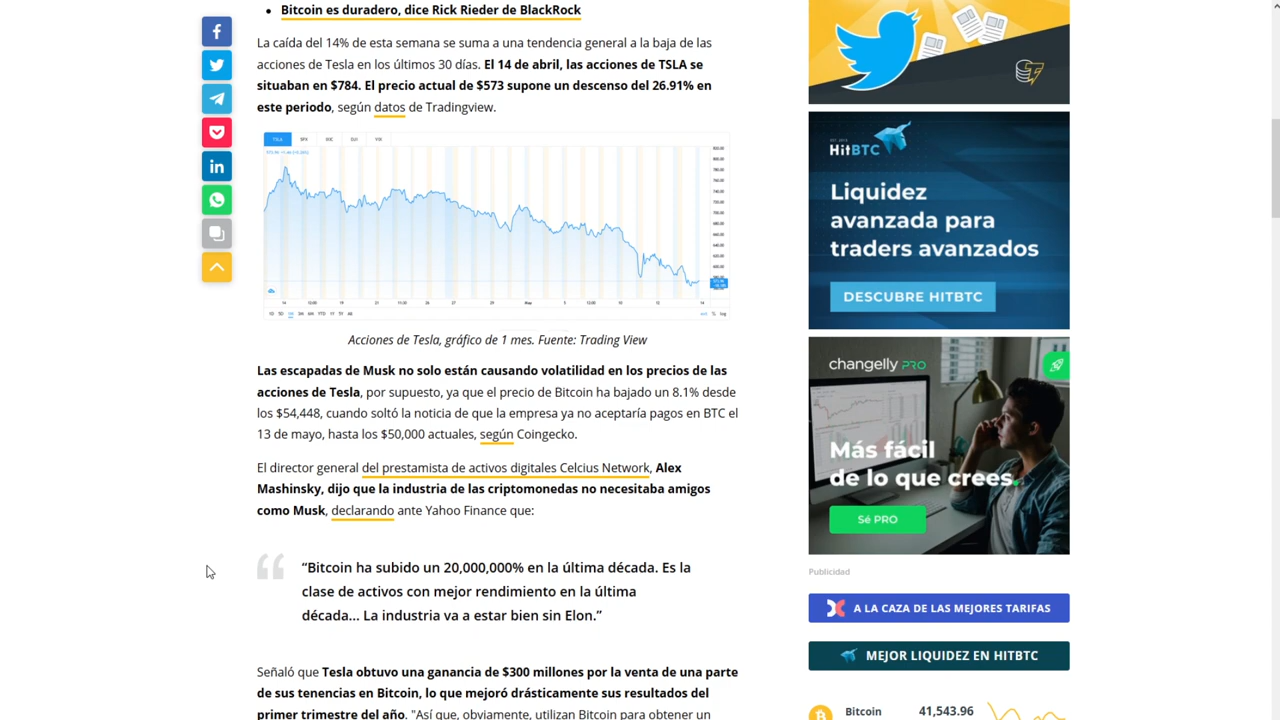 Bitcoin es duradero, dice Rick Rieder de BlackRock
La caída del 14% de esta semana se suma a una tendencia general a la baja de las
acciones de Tesla en los últimos 30 días. El 14 de abril, las acciones de TSLA se
situaban en $784. El precio actual de $573 supone un descenso del 26.91% en
este periodo, según datos de Tradingview.
Acciones de Tesla, gráfico de 1 mes. Fuente: Trading View
Las escapadas de Musk no solo están causando volatilidad en los precios de las
acciones de Tesla, por supuesto, ya que el precio de Bitcoin ha bajado un 8.1% desde
los $54,448, cuando soltó la noticia de que la empresa ya no aceptaría pagos en BTC el
13 de mayo, hasta los $50,000 actuales, según Coingecko.
El director general del prestamista de activos digitales Celcius Network, Alex
Mashinsky, dijo que la industria de las criptomonedas no necesitaba amigos
como Musk, declarando ante Yahoo Finance que:
“Bitcoin ha subido un 20,000,000% en la última década. Es la
clase de activos con mejor rendimiento en la última
década... La industria va a estar bien sin Elon.”
Señaló que Tesla obtuvo una ganancia de $300 millones por la venta de una parte
de sus tenencias en Bitcoin, lo que mejoró drásticamente sus resultados del
primer trimestre del año. "Así que, obviamente, utilizan Bitcoin para obtener un
HitBTC
Liquidez
avanzada para
traders avanzados
DESCUBRE HITBTC
changelly PRO
Más fácil
de lo que crees.
Sé PRO
Publicidad
A LA CAZA DE LAS MEJORES TARIFAS
MEJOR LIQUIDEZ EN HITBTC
Bitcoin 41,543.96